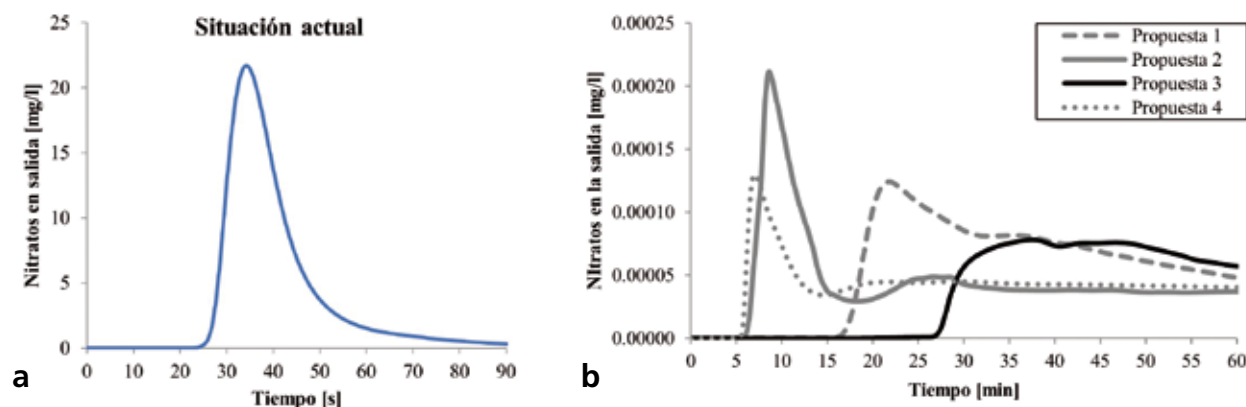 Situación actual
Nitratos en salida [mg/l]
25
20
15
10
5
0
0 10 20 30 40 50 60 70 80 90
Tiempo [s]
a
NItratos en la salida [mg/l]
0.00025
0.00020
0.00015
0.00010
0.00005
0.00000
0 5 10 15 20 25 30 35 40 45 50 55 60
Tiempo [min]
Propuesta 1
Propuesta 2
Propuesta 3
Propuesta 4
b